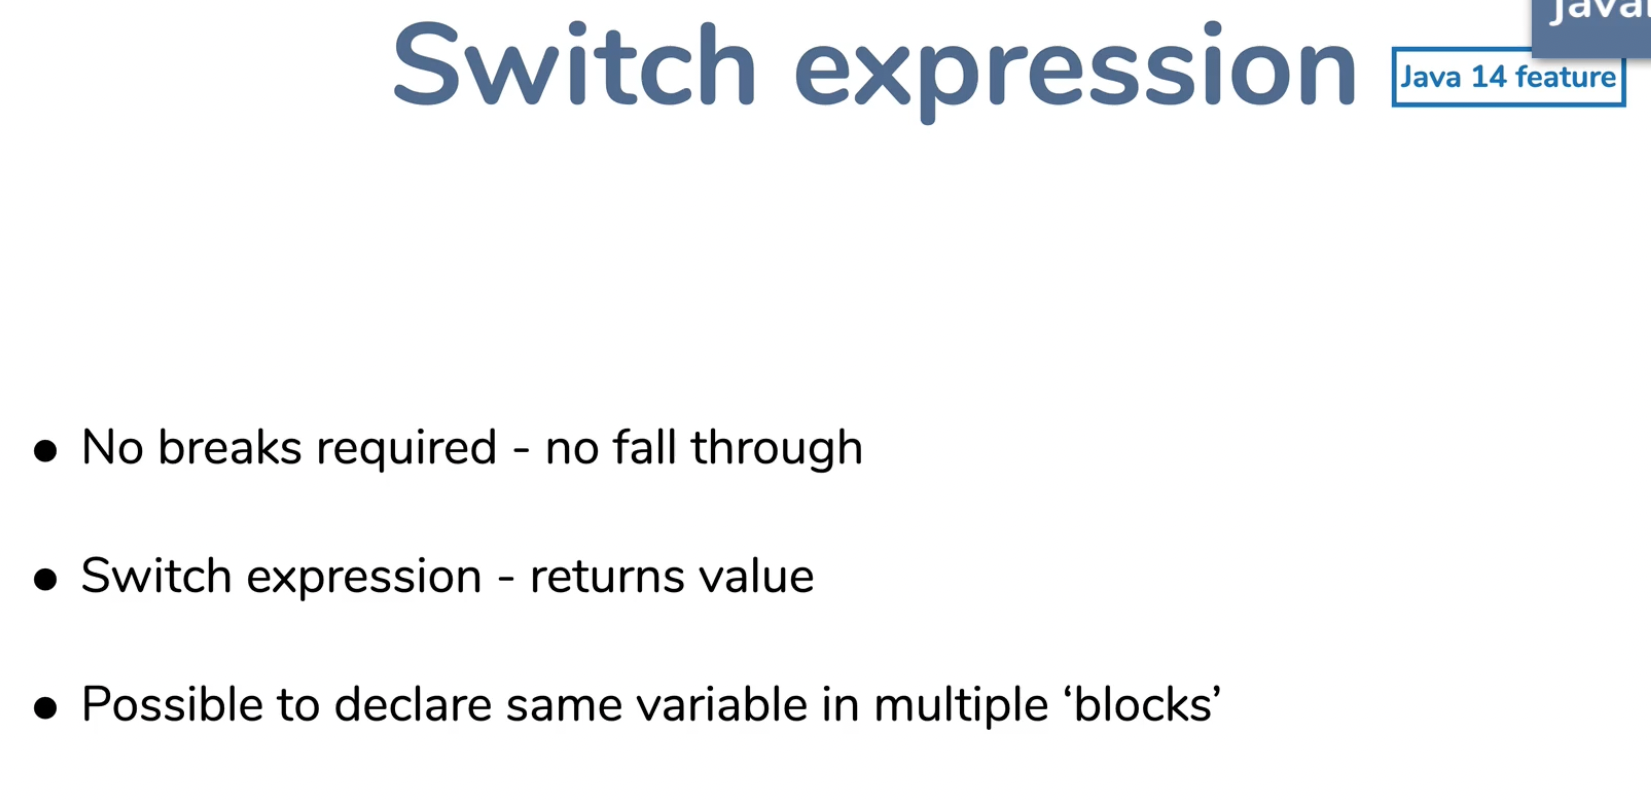 Switch expression
Java 14 feature
• No breaks required - no fall through
• Switch expression - returns value
• Possible to declare same variable in multiple ‘blocks’